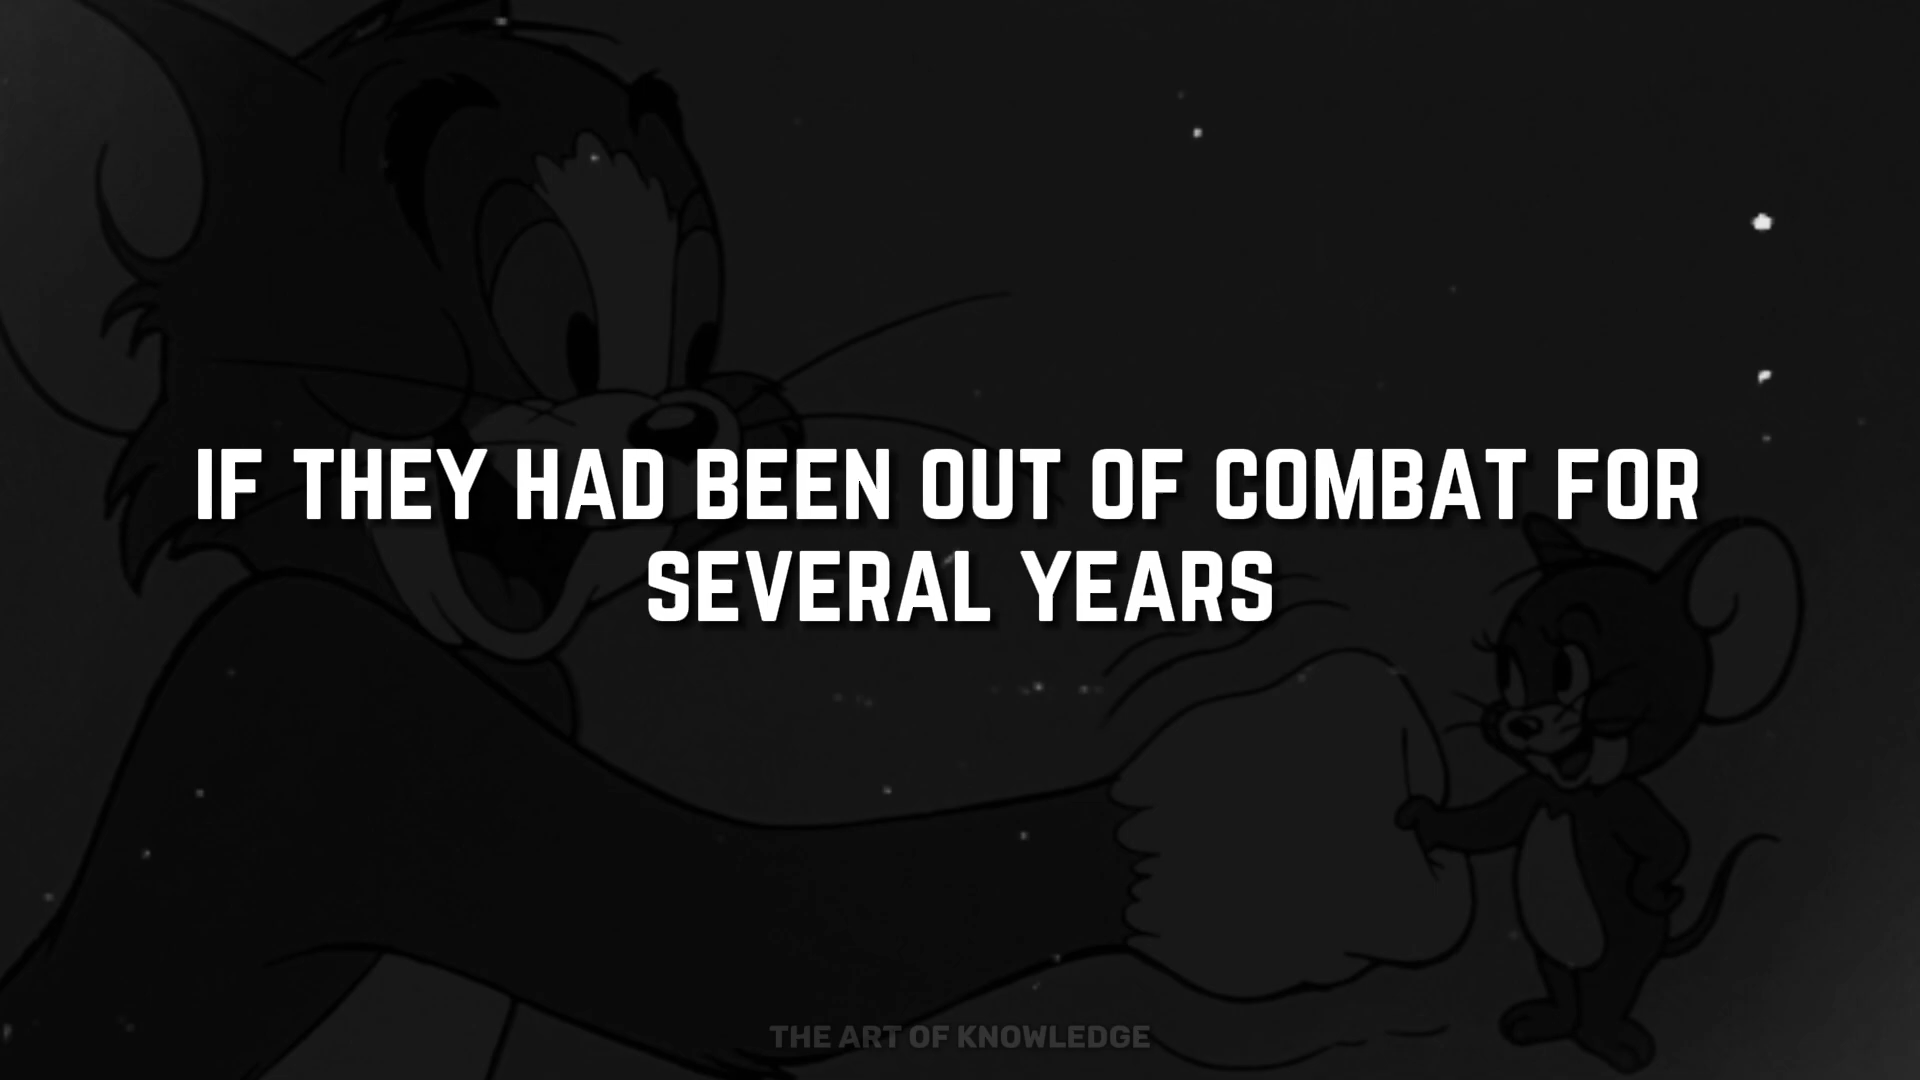 IF THEY HAD BEEN OUT OF COMBAT FOR
SEVERAL YEARS
THE ART OF KNOWLEDGE